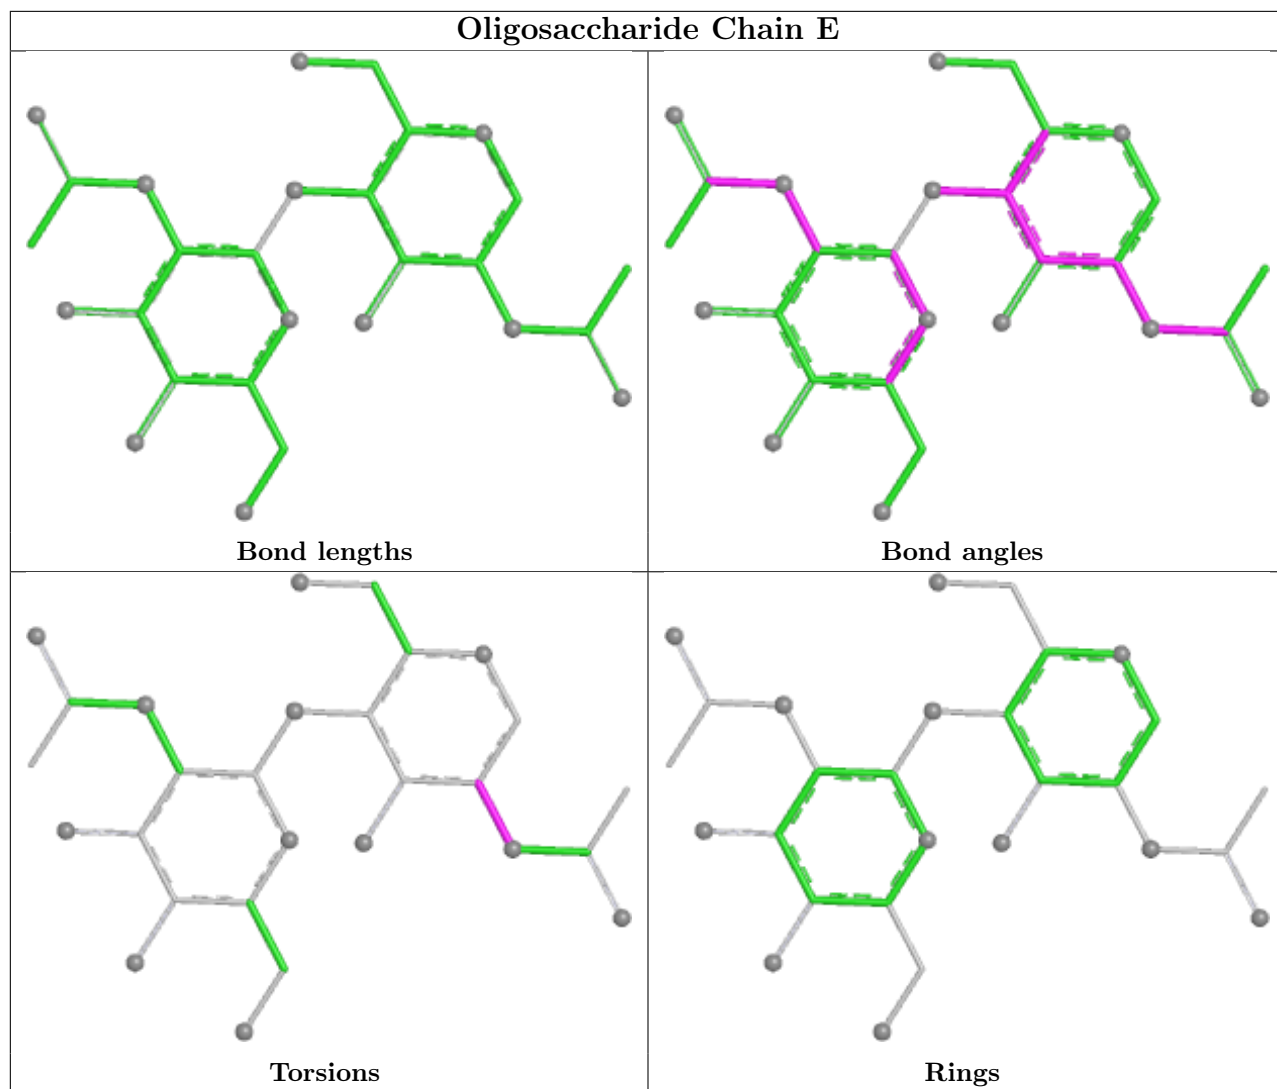 Oligosaccharide Chain E
Bond lengths
Bond angles
Torsions
Rings